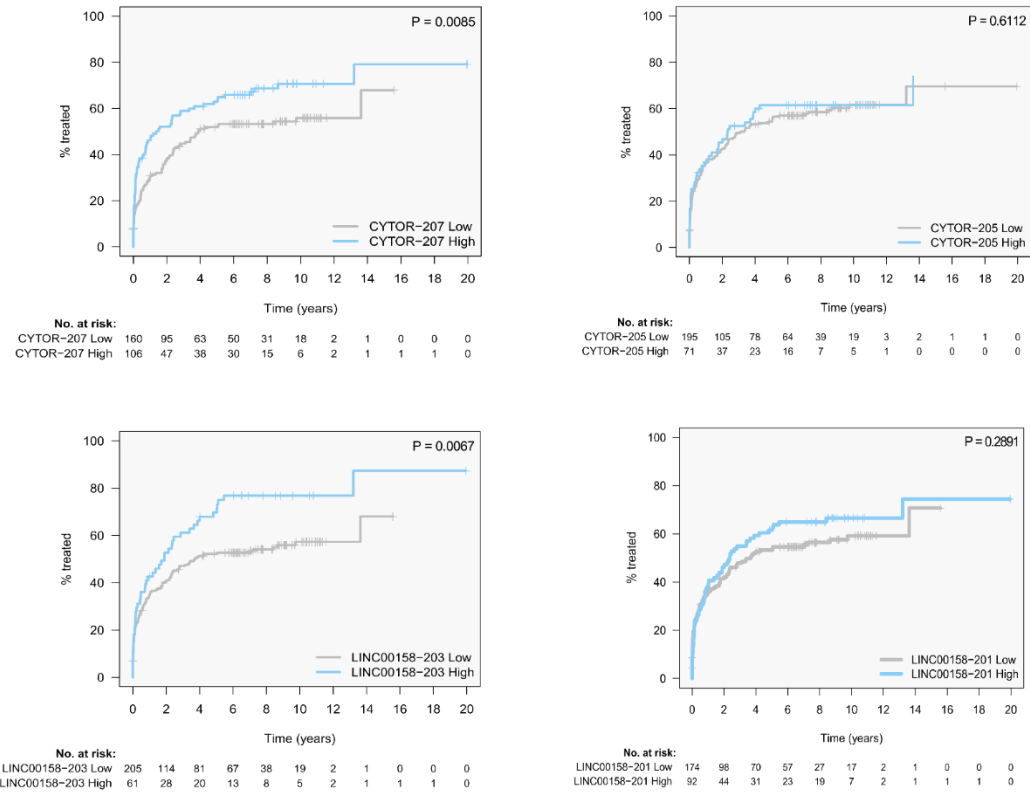 100
80
60
40
20
0
% treated
P = 0.0085
CYTOR−207 Low
CYTOR−207 High
0 2 4 6 8 10 12 14 16 18 20
Time (years)
No. at risk:
CYTOR−207 Low 160 95 63 50 31 18 2 1 0 0 0
CYTOR−207 High 106 47 38 30 15 6 2 1 1 1 0
100
80
60
40
20
0
% treated
P = 0.6112
CYTOR−205 Low
CYTOR−205 High
0 2 4 6 8 10 12 14 16 18 20
Time (years)
No. at risk:
CYTOR−205 Low 195 105 78 64 39 19 3 2 1 1 0
CYTOR−205 High 71 37 23 16 7 5 1 0 0 0 0
100
80
60
40
20
0
% treated
P = 0.0067
LINC00158−203 Low
LINC00158−203 High
0 2 4 6 8 10 12 14 16 18 20
Time (years)
No. at risk:
LINC00158−203 Low 205 114 81 67 38 19 2 1 0 0 0
LINC00158−203 High 61 28 20 13 8 5 2 1 1 1 0
100
80
60
40
20
0
% treated
P = 0.2891
LINC00158−201 Low
LINC00158−201 High
0 2 4 6 8 10 12 14 16 18 20
Time (years)
No. at risk:
LINC00158−201 Low 174 98 70 57 27 17 2 1 0 0 0
LINC00158−201 High 92 44 31 23 19 7 2 1 1 1 0